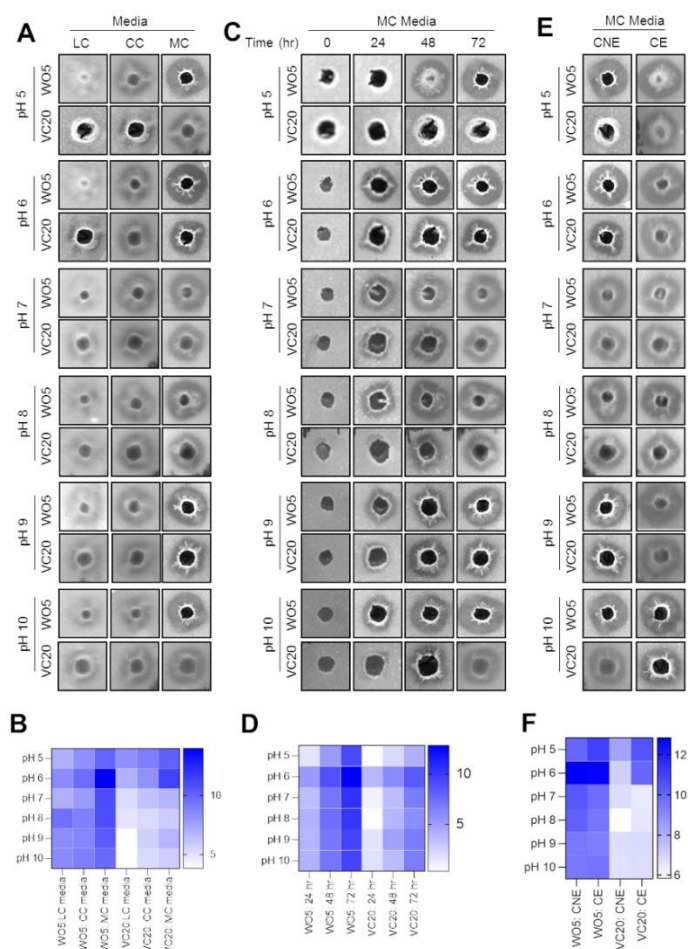 A
Media
LC CC MC
pH 5
WO5
VC20
pH 6
WO5
VC20
pH 7
WO5
VC20
pH 8
WO5
VC20
pH 9
WO5
VC20
pH 10
WO5
VC20
C
MC Media
Time (hr) 0 24 48 72
pH 5
WO5
VC20
pH 6
WO5
VC20
pH 7
WO5
VC20
pH 8
WO5
VC20
pH 9
WO5
VC20
pH 10
WO5
VC20
E
MC Media
CNE CE
pH 5
WO5
VC20
pH 6
WO5
VC20
pH 7
WO5
VC20
pH 8
WO5
VC20
pH 9
WO5
VC20
pH 10
WO5
VC20
B
pH 5
pH 6
pH 7
pH 8
pH 9
pH 10
10
5
WO5: LC media
WO5: CC media
WO5: MC media
VC20: LC media
VC20: CC media
VC20: MC media
D
pH 5
pH 6
pH 7
pH 8
pH 9
pH 10
10
5
WO5: 24 hr
WO5: 48 hr
WO5: 72 hr
VC20: 24 hr
VC20: 48 hr
VC20: 72 hr
F
pH 5
pH 6
pH 7
pH 8
pH 9
pH 10
12
10
8
6
WO5: CNE
WO5: CE
VC20: CNE
VC20: CE